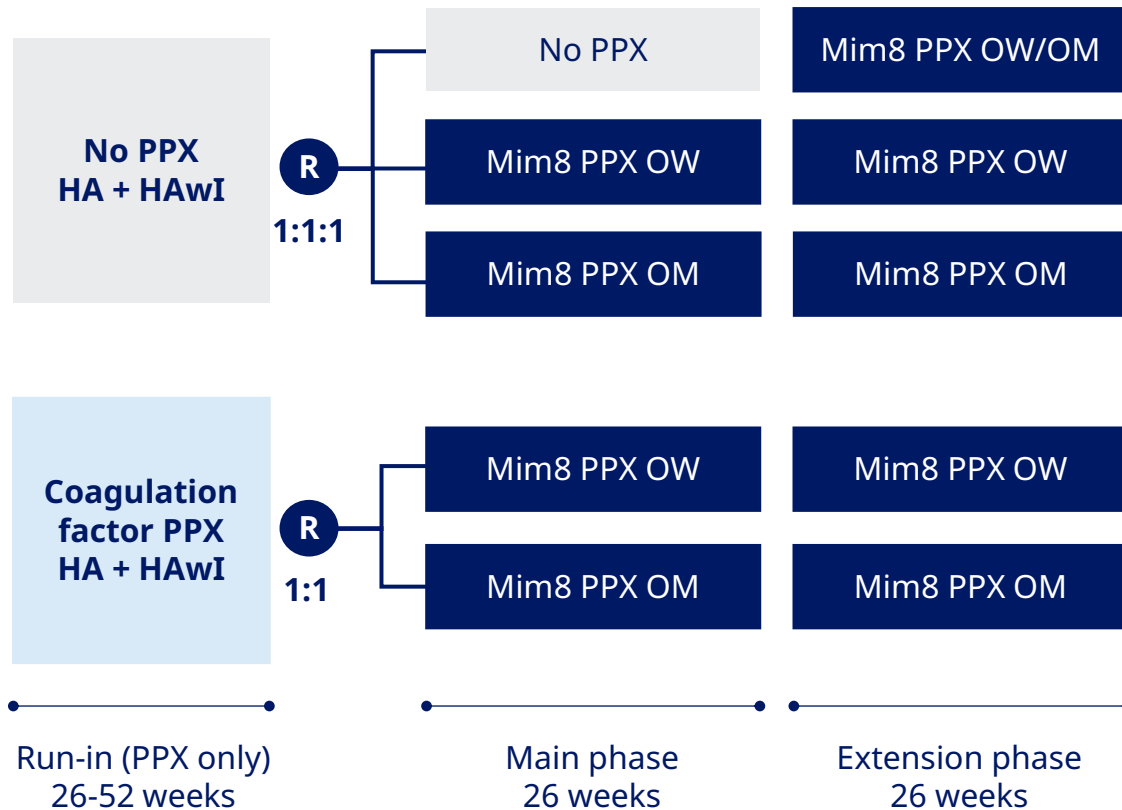 No PPX
HA + HAwI
R
1:1:1
No PPX
Mim8 PPX OW/OM
Mim8 PPX OW
Mim8 PPX OW
Mim8 PPX OM
Mim8 PPX OM
Coagulation
factor PPX
HA + HAwI
R
1:1
Mim8 PPX OW
Mim8 PPX OW
Mim8 PPX OM
Mim8 PPX OM
Run-in (PPX only)
26-52 weeks
Main phase
26 weeks
Extension phase
26 weeks